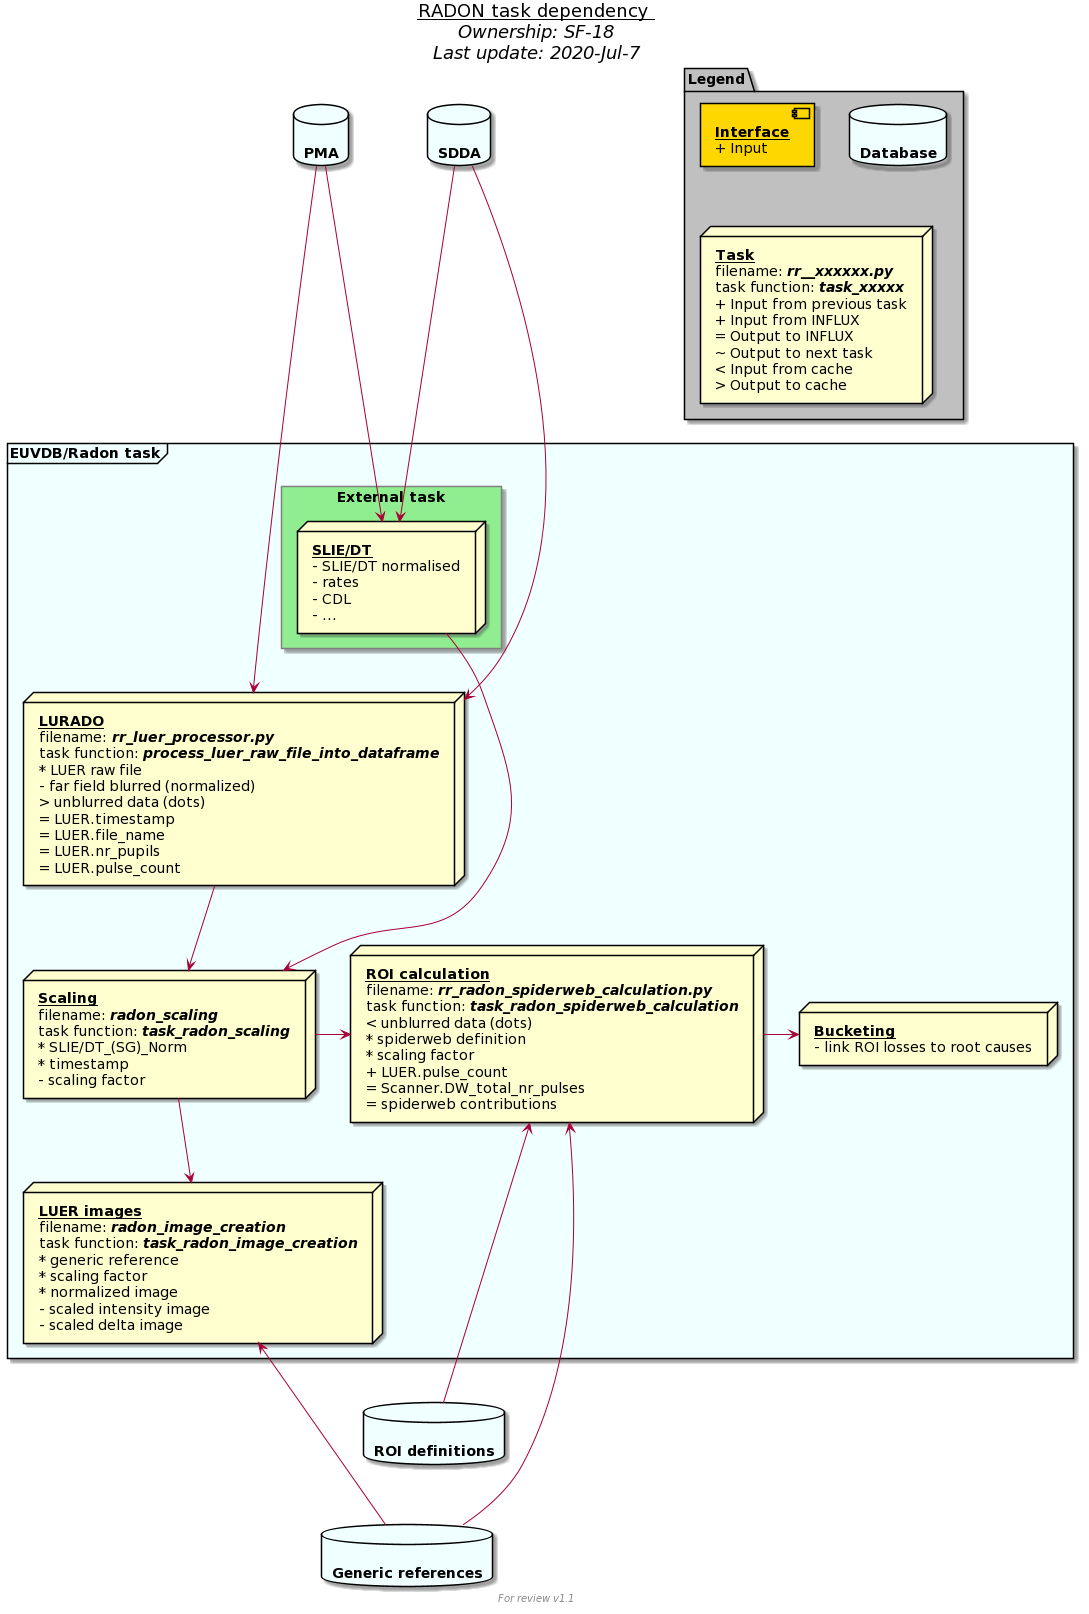 RADON task dependency
Ownership: SF-18
Last update: 2020-Jul-7
Legend
Interface
+ Input
Database
Task
filename: rr__xxxxxx.py
task function: task_xxxxx
+ Input from previous task
+ Input from INFLUX
= Output to INFLUX
~ Output to next task
< Input from cache
> Output to cache
PMA
SDDA
EUVDB/Radon task
External task
SLIE/DT
- SLIE/DT normalised
- rates
- CDL
- ...
LURADO
filename: rr_luer_processor.py
task function: process_luer_raw_file_into_dataframe
* LUER raw file
- far field blurred (normalized)
> unblurred data (dots)
= LUER.timestamp
= LUER.file_name
= LUER.nr_pupils
= LUER.pulse_count
Scaling
filename: radon_scaling
task function: task_radon_scaling
* SLIE/DT_(SG)_Norm
* timestamp
- scaling factor
ROI calculation
filename: rr_radon_spiderweb_calculation.py
task function: task_radon_spiderweb_calculation
< unblurred data (dots)
* spiderweb definition
* scaling factor
+ LUER.pulse_count
= Scanner.DW_total_nr_pulses
= spiderweb contributions
Bucketing
- link ROI losses to root causes
LUER images
filename: radon_image_creation
task function: task_radon_image_creation
* generic reference
* scaling factor
* normalized image
- scaled intensity image
- scaled delta image
ROI definitions
Generic references
For review v1.1